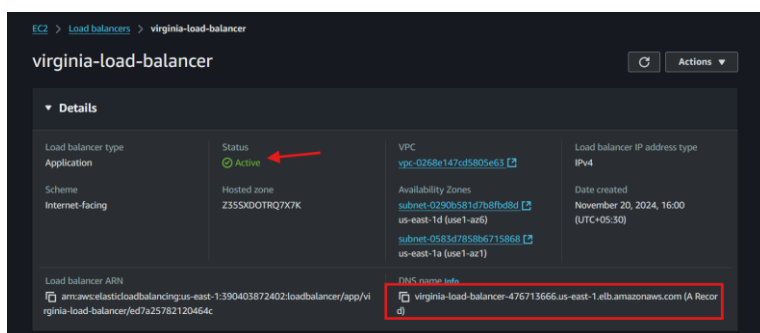 EC2 > Load balancers > virginia-load-balancer
virginia-load-balancer
Actions ▼
▼ Details
Load balancer type
Application
Status
Active
VPC
vpc-0268e147cd5805e63
Load balancer IP address type
IPv4
Scheme
Internet-facing
Hosted zone
Z35SXDOTRQ7X7K
Availability Zones
subnet-0290b581d7b8fbd8d
us-east-1d (use1-az6)
subnet-0583d7858b6715868
us-east-1a (use1-az1)
Date created
November 20, 2024, 16:00
(UTC+05:30)
Load balancer ARN
arn:aws:elasticloadbalancing:us-east-1:390403872402:loadbalancer/app/vi
rginia-load-balancer/ed7a25782120464c
DNS name Info
virginia-load-balancer-476713666.us-east-1.elb.amazonaws.com (A Recor
d)